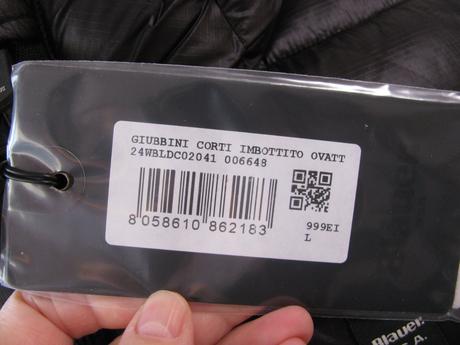 GIUBBINI CORTI IMBOTTITO OVATT
24WBLDC02041 006648
8 058610 862183
999EI
L
Blauer